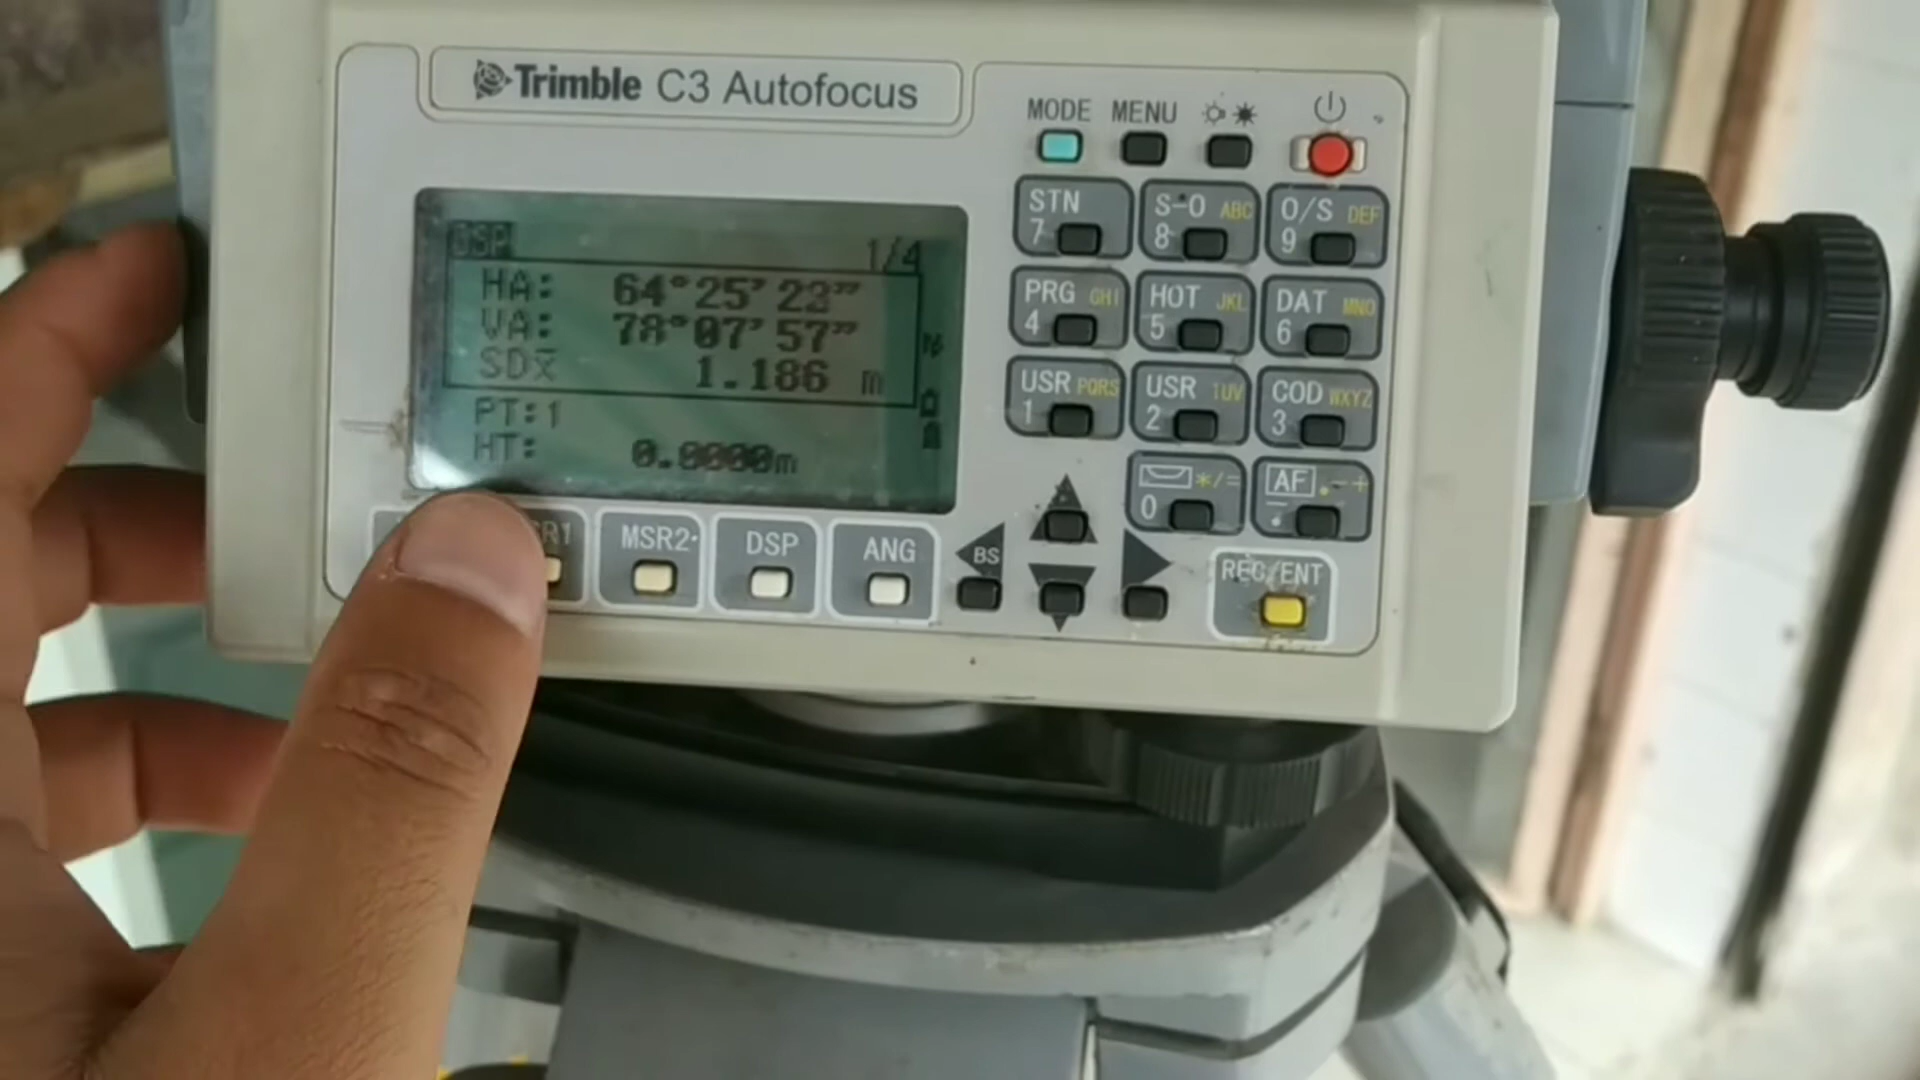 Trimble C3 Autofocus
MODE MENU
DSP 1/4
HA: 64°25'23"
VA: 78°07'57"
SDx̅ 1.186 m
PT:1
HT: 0.0000m
STN 7
S-O ABC 8
O/S DEF 9
PRG GHI 4
HOT JKL 5
DAT MNO 6
USR PQRS 1
USR TUV 2
COD WXYZ 3
*/= 0
AF .-+
MSR2 DSP ANG
BS
REC/ENT